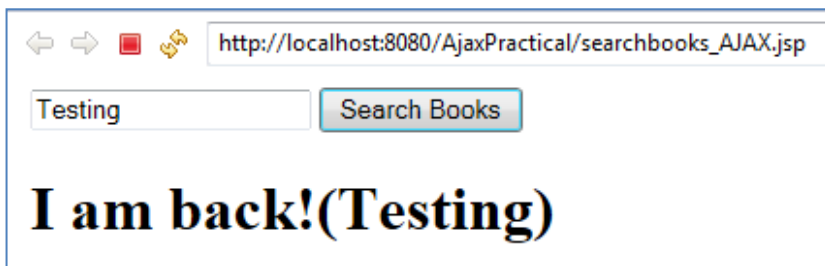 http://localhost:8080/AjaxPractical/searchbooks_AJAX.jsp
Testing Search Books
I am back!(Testing)